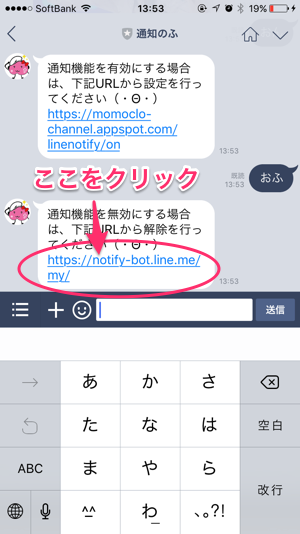 SoftBank 13:53 19%
通知のふ
通知機能を有効にする場合
は、下記URLから設定を行っ
てください（・Θ・）
https://momoclo-
channel.appspot.com/
linenotify/on
13:53
既読
13:53
おふ
ここをクリック
通知機能を無効にする場合
は、下記URLから解除を行っ
てください（・Θ・）
https://notify-bot.line.me/
my/
13:53
送信
あ か さ
た な は 空白
ABC ま や ら
改行
^^ わ_ 、。?!